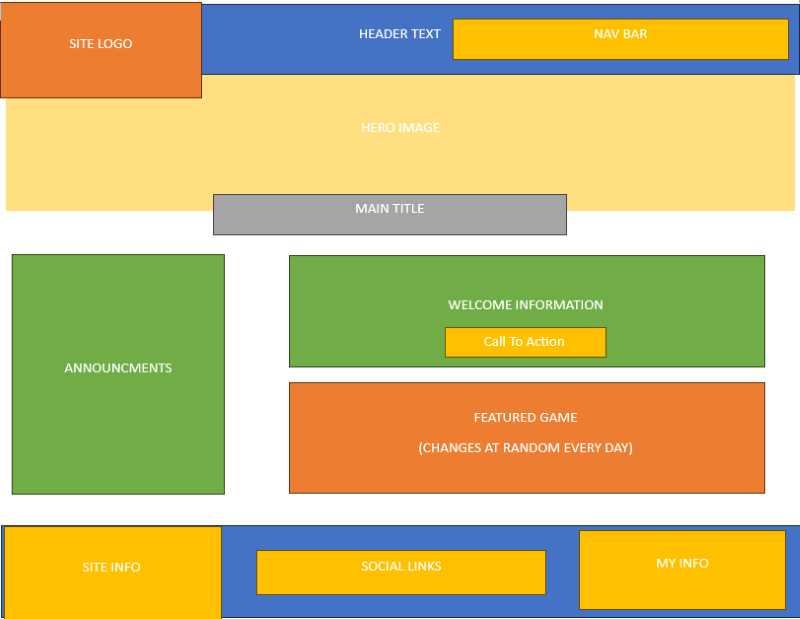 SITE LOGO
HEADER TEXT
NAV BAR
HERO IMAGE
MAIN TITLE
ANNOUNCMENTS
WELCOME INFORMATION
Call To Action
FEATURED GAME
(CHANGES AT RANDOM EVERY DAY)
SITE INFO
SOCIAL LINKS
MY INFO